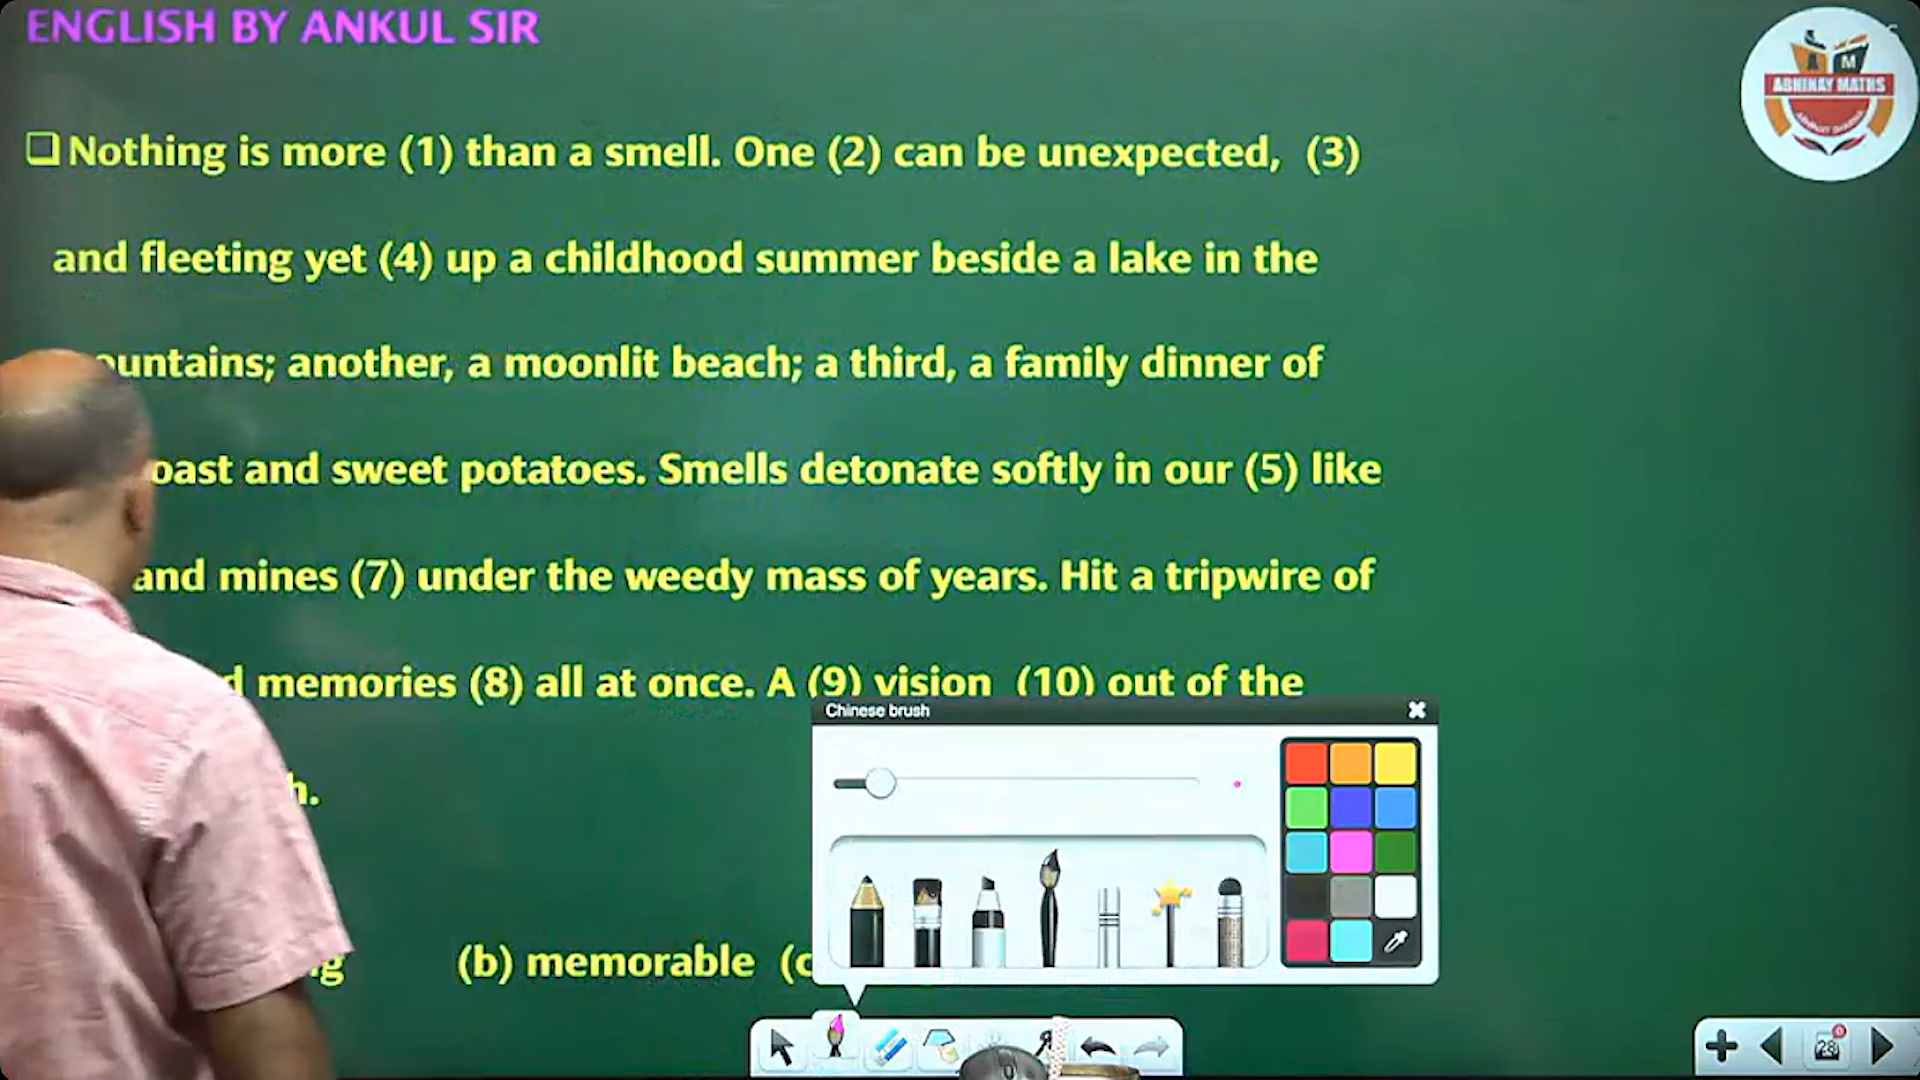 ENGLISH BY ANKUL SIR
A M
ABHINAY MATHS
ABHINAY SHARMA
❑ Nothing is more (1) than a smell. One (2) can be unexpected, (3)
and fleeting yet (4) up a childhood summer beside a lake in the
ountains; another, a moonlit beach; a third, a family dinner of
oast and sweet potatoes. Smells detonate softly in our (5) like
and mines (7) under the weedy mass of years. Hit a tripwire of
d memories (8) all at once. A (9) vision (10) out of the
h.
g (b) memorable (c
Chinese brush
28